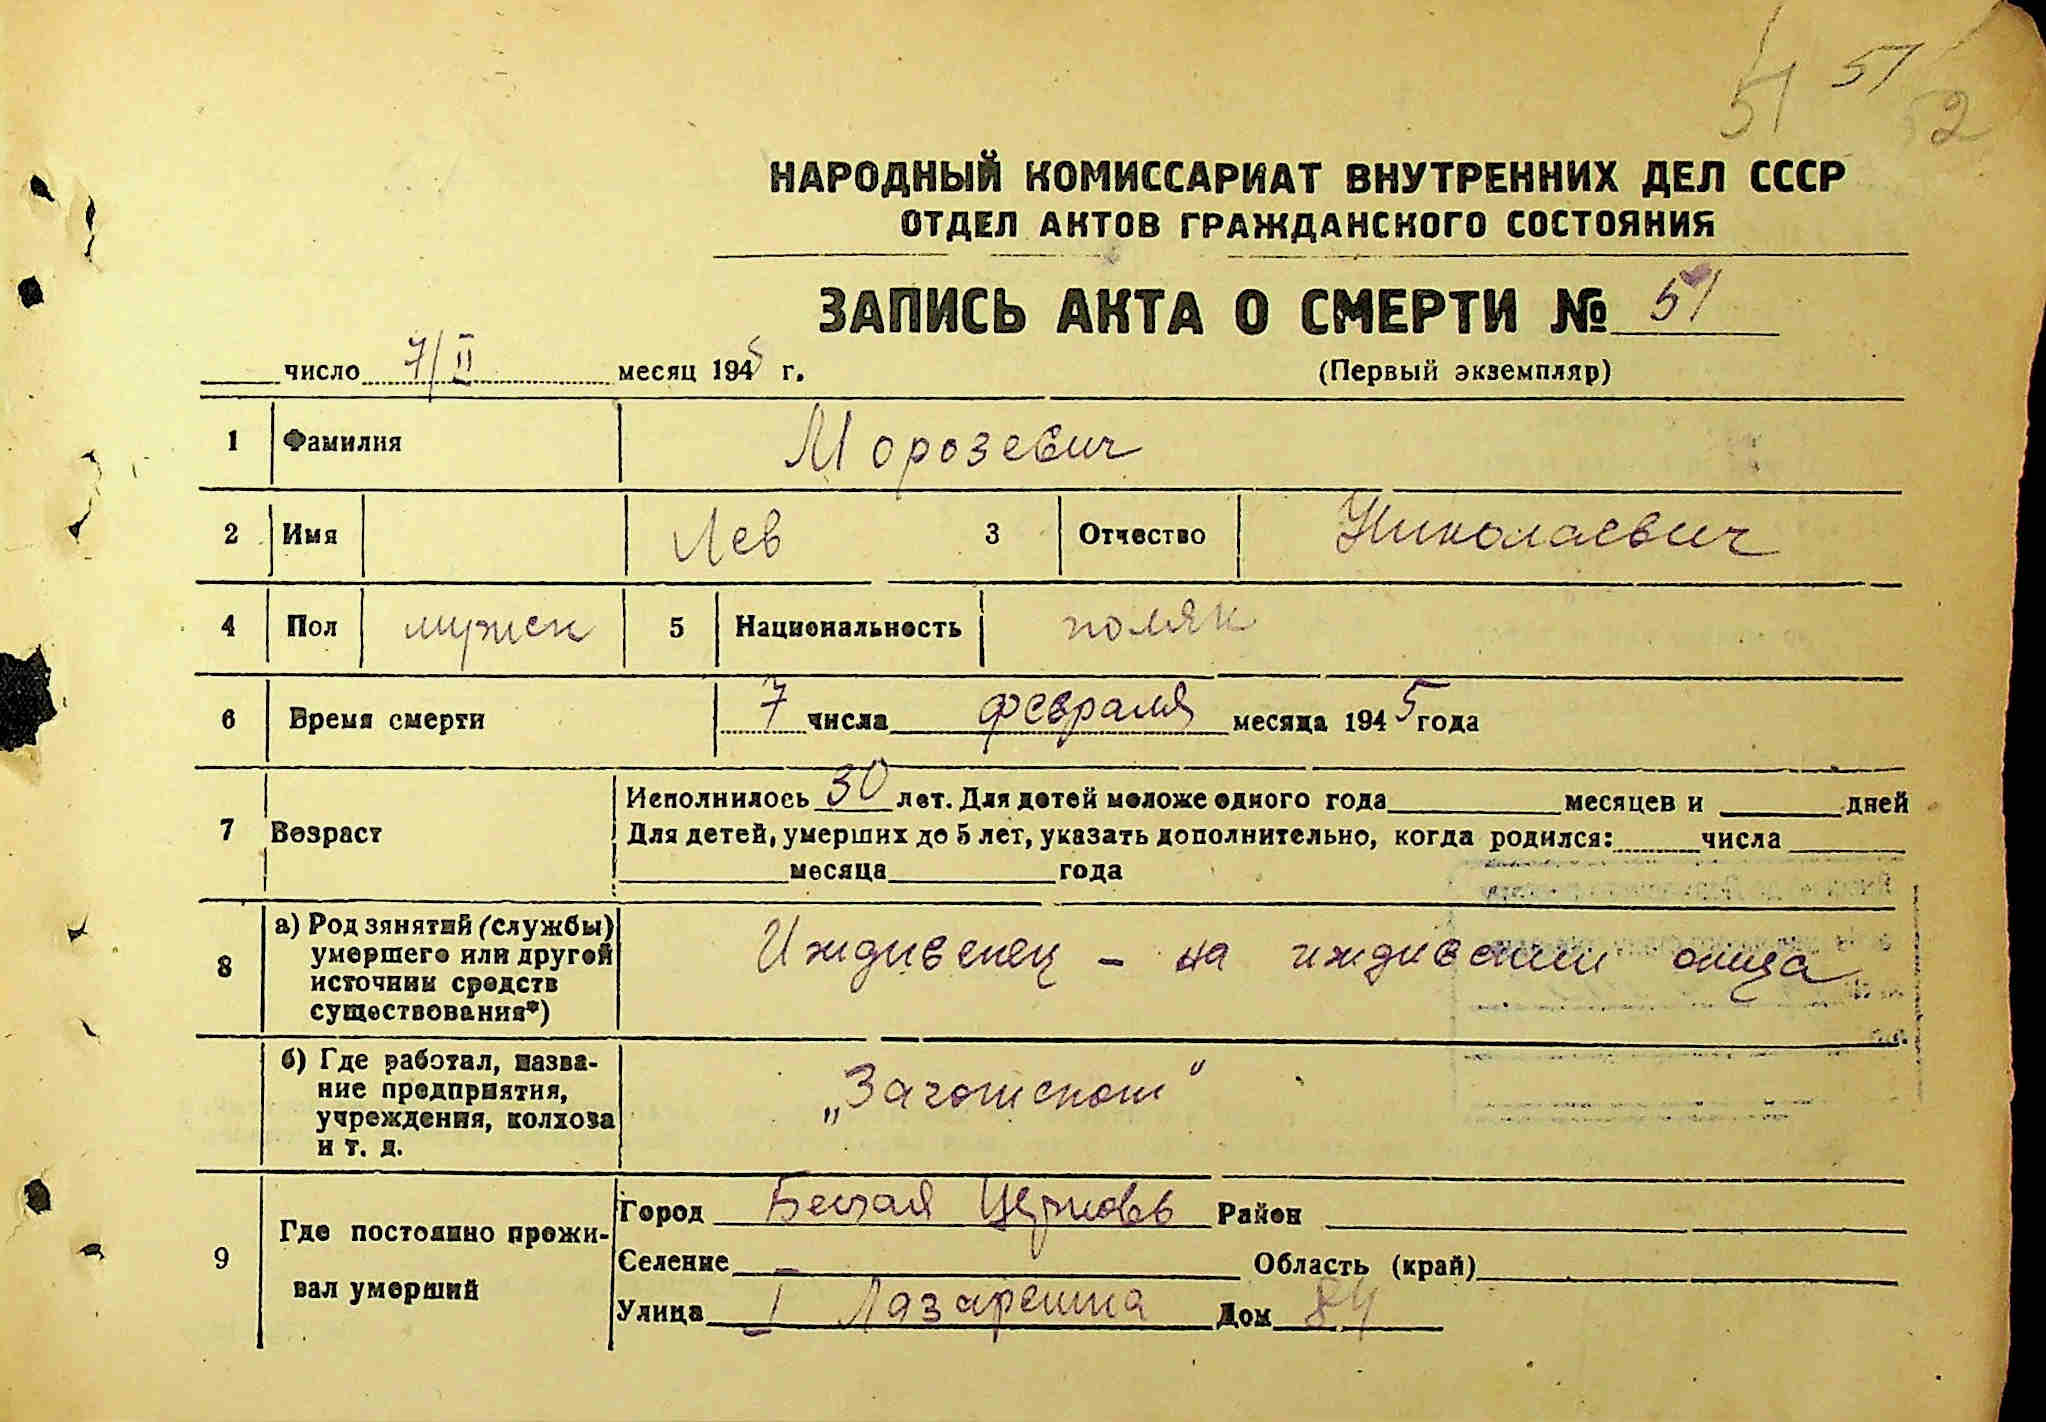 51 51
52
НАРОДНЫЙ КОМИССАРИАТ ВНУТРЕННИХ ДЕЛ СССР
ОТДЕЛ АКТОВ ГРАЖДАНСКОГО СОСТОЯНИЯ
ЗАПИСЬ АКТА О СМЕРТИ № 51
число 7/II месяц 1945 г. (Первый экземпляр)
1 Фамилия Морозевич
2 Имя Лев 3 Отчество Николаевич
4 Пол мужск 5 Национальность поляк
6 Время смерти 7 числа февраля месяца 1945 года
Исполнилось 30 лет. Для детей моложе одного года месяцев и дней
7 Возраст Для детей, умерших до 5 лет, указать дополнительно, когда родился: числа
месяца года
8 а) Род занятий (службы) умершего или другой источник средств существования*) Иждивенец - на иждивении отца
б) Где работал, название предприятия, учреждения, колхоза и т. д. „Заготскот"
9 Где постоянно прожи-
вал умерший
Город Белая Церковь Район
Селение Область (край)
Улица I Лазаретна Дом 84